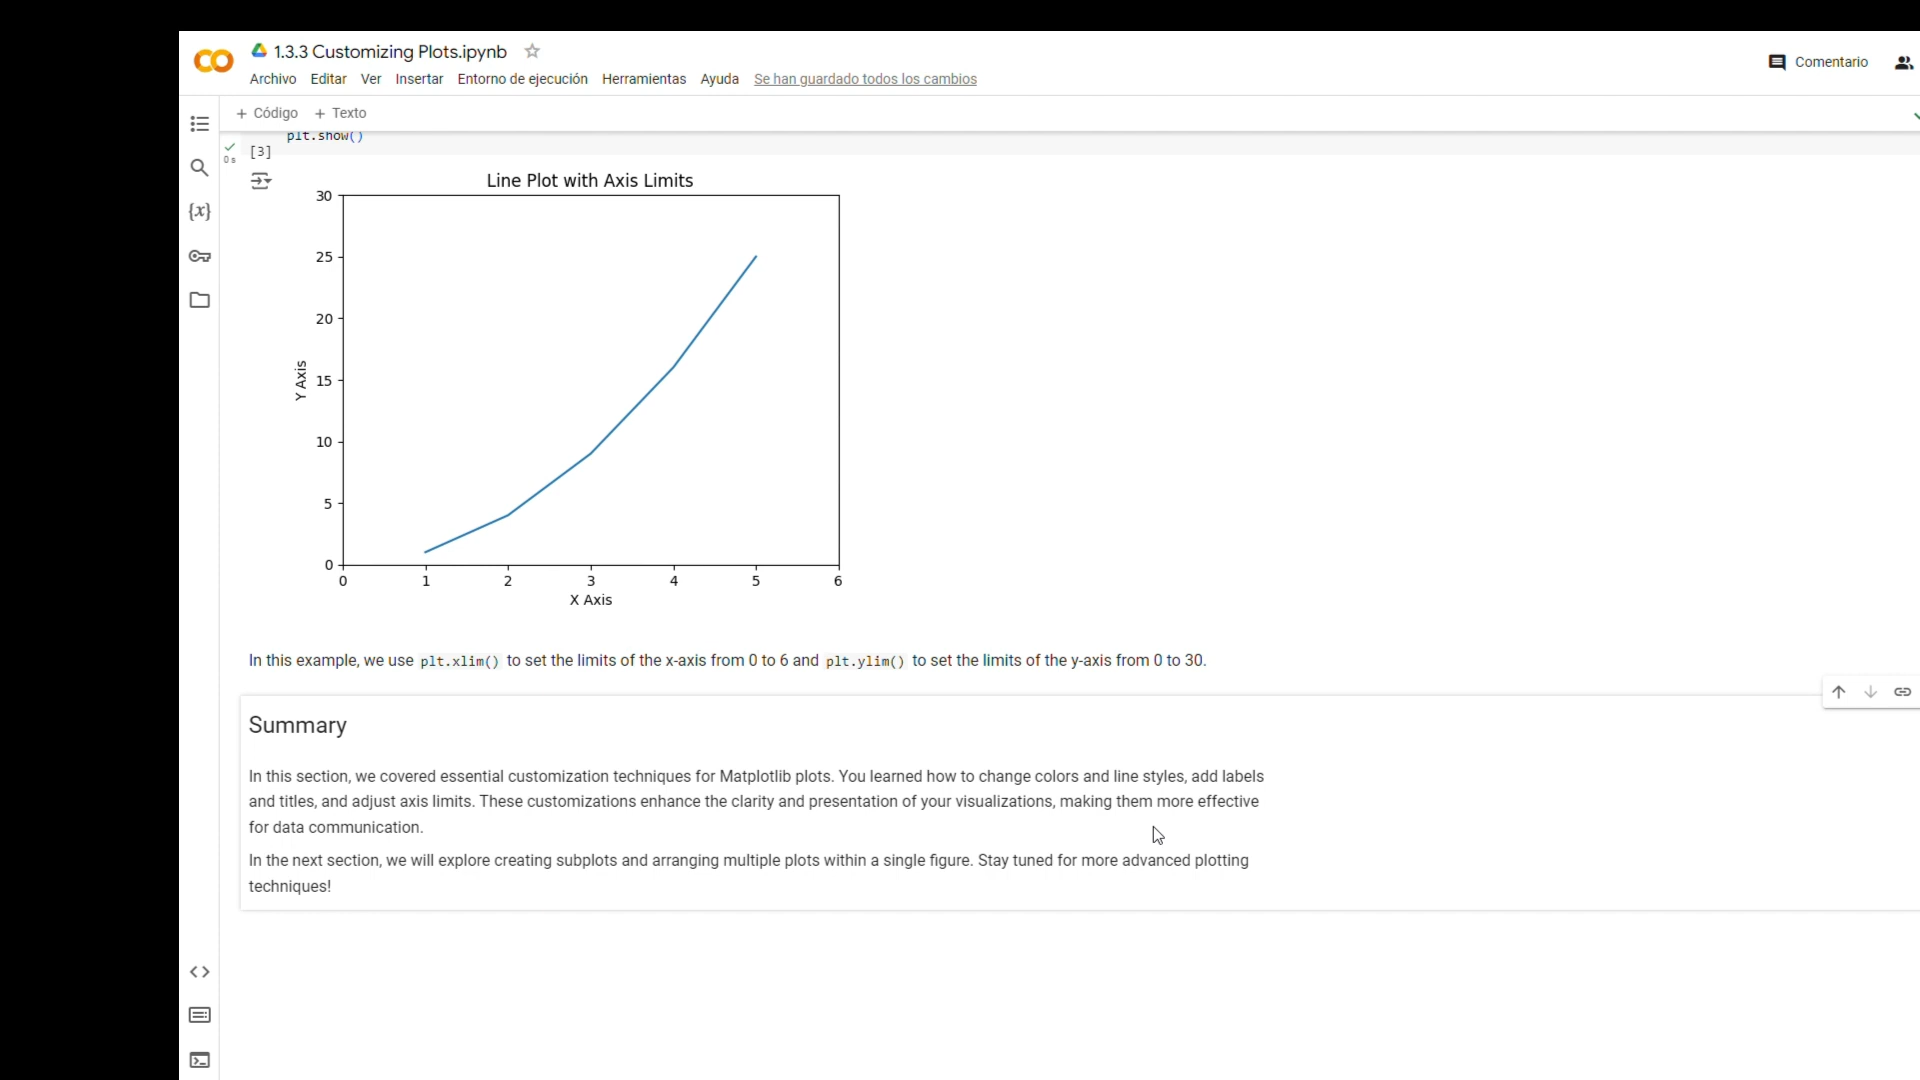 1.3.3 Customizing Plots.ipynb
Archivo Editar Ver Insertar Entorno de ejecución Herramientas Ayuda Se han guardado todos los cambios
Comentario
+ Código + Texto
plt.show()
[3]
0 s
{x}
Line Plot with Axis Limits
30
25
20
15
10
5
0
Y Axis
0 1 2 3 4 5 6
X Axis
In this example, we use plt.xlim() to set the limits of the x-axis from 0 to 6 and plt.ylim() to set the limits of the y-axis from 0 to 30.
Summary
In this section, we covered essential customization techniques for Matplotlib plots. You learned how to change colors and line styles, add labels
and titles, and adjust axis limits. These customizations enhance the clarity and presentation of your visualizations, making them more effective
for data communication.
In the next section, we will explore creating subplots and arranging multiple plots within a single figure. Stay tuned for more advanced plotting
techniques!